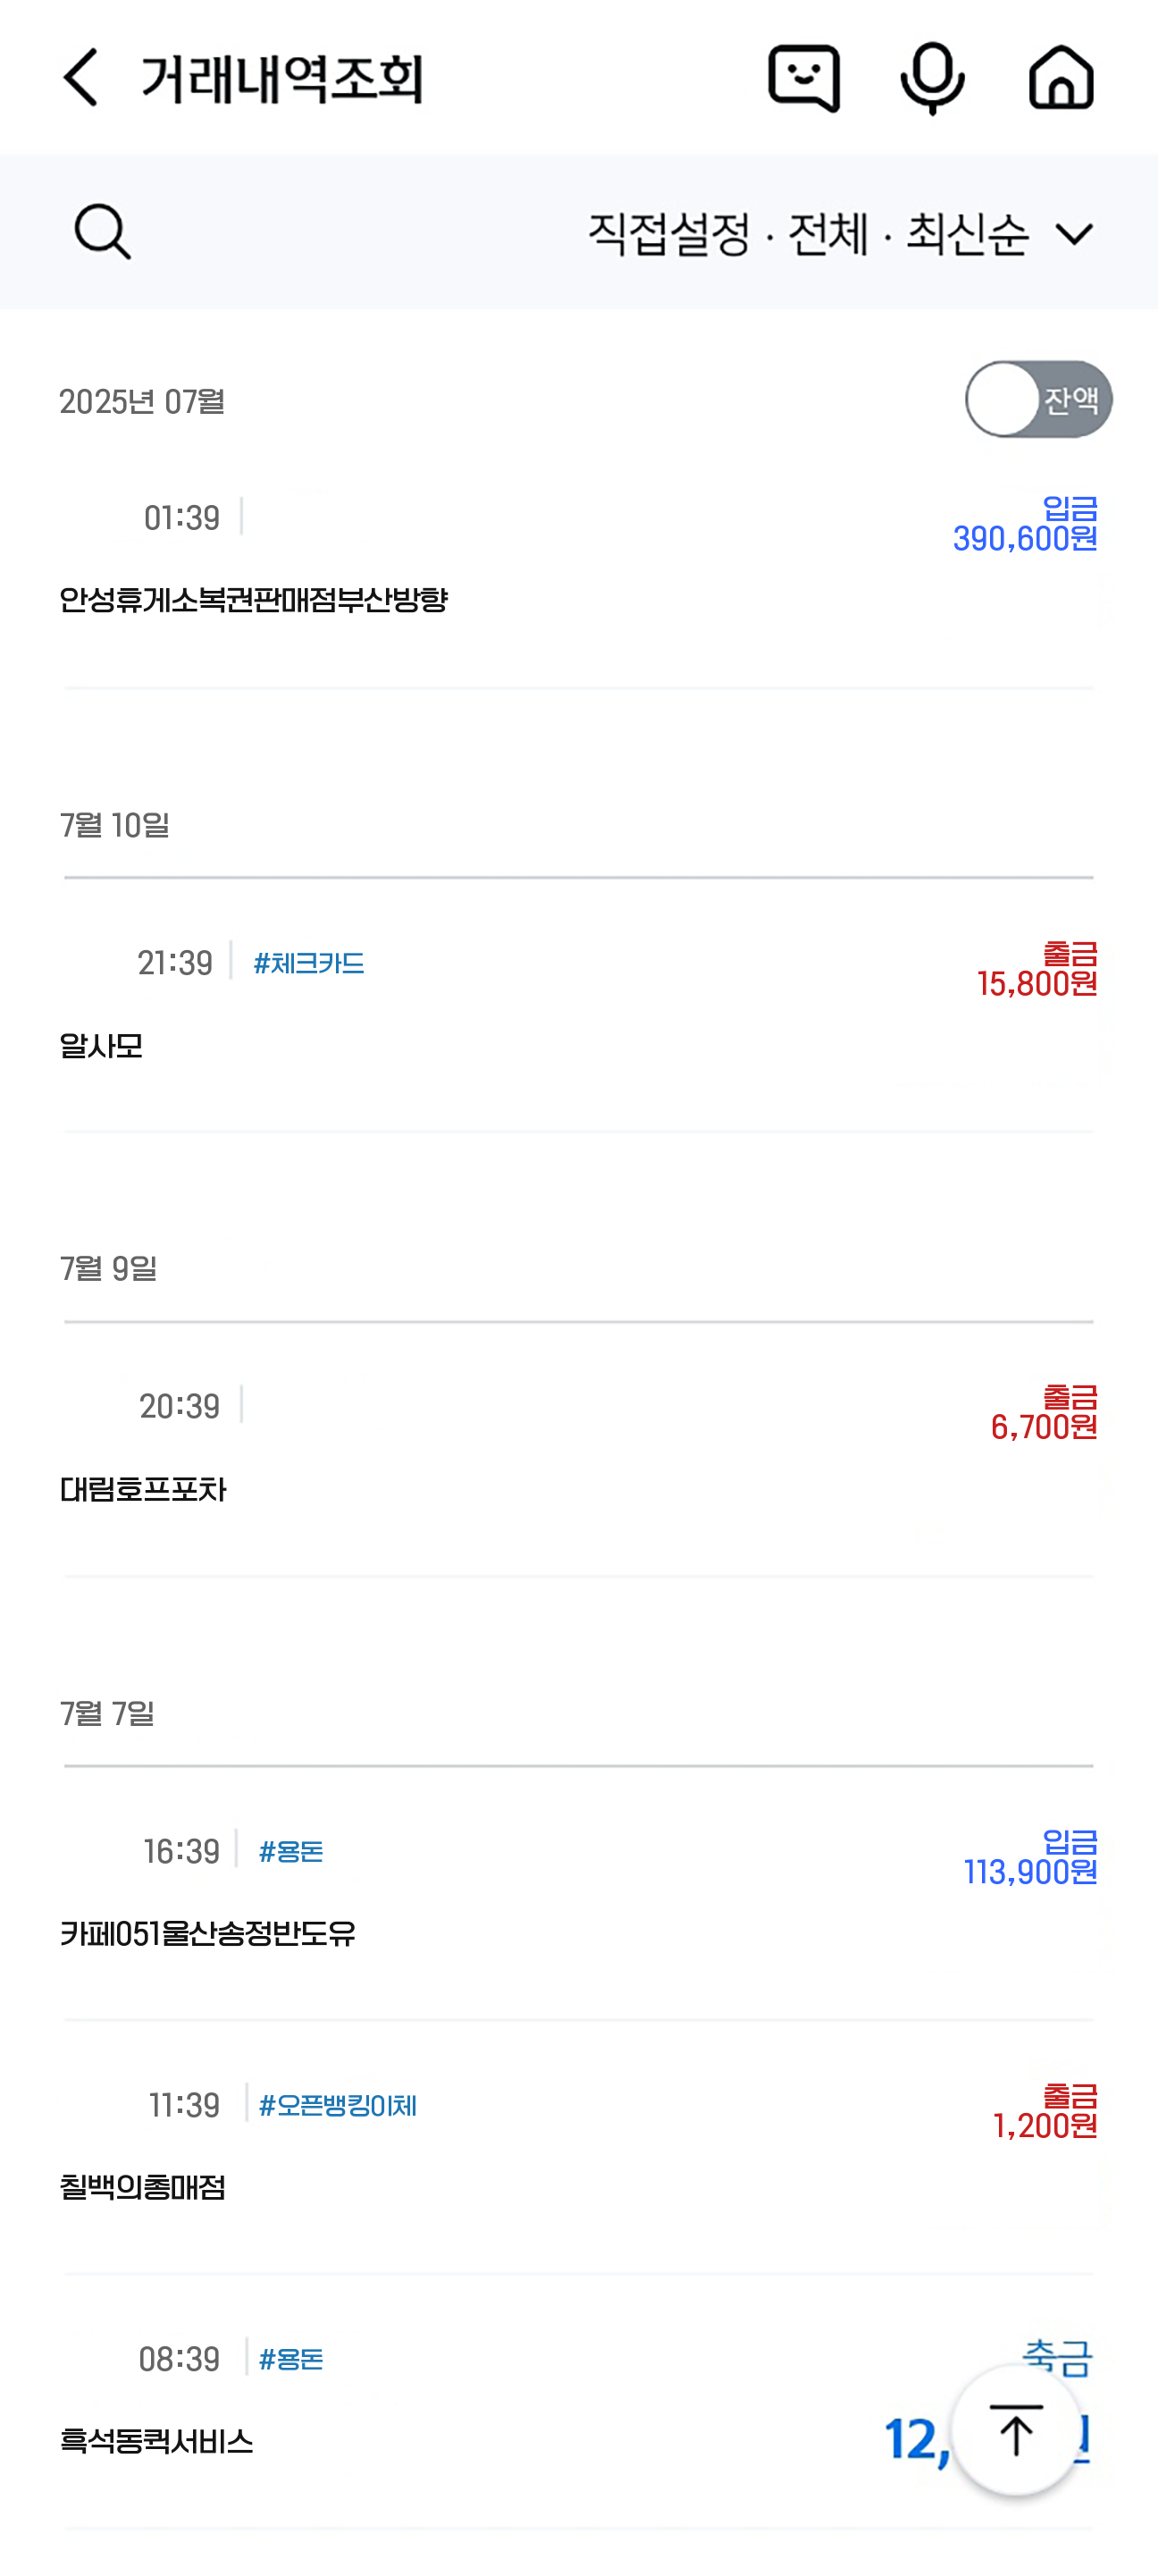 거래내역조회
직접설정 · 전체 · 최신순
2025년 07월
잔액
01:39
입금
390,600원
안성휴게소복권판매점부산방향
7월 10일
21:39 #체크카드
출금
15,800원
알사모
7월 9일
20:39
출금
6,700원
대림호프포차
7월 7일
16:39 #용돈
입금
113,900원
카페051울산송정반도유
11:39 #오픈뱅킹이체
출금
1,200원
칠백의총매점
08:39 #용돈
흑석동퀵서비스
12,